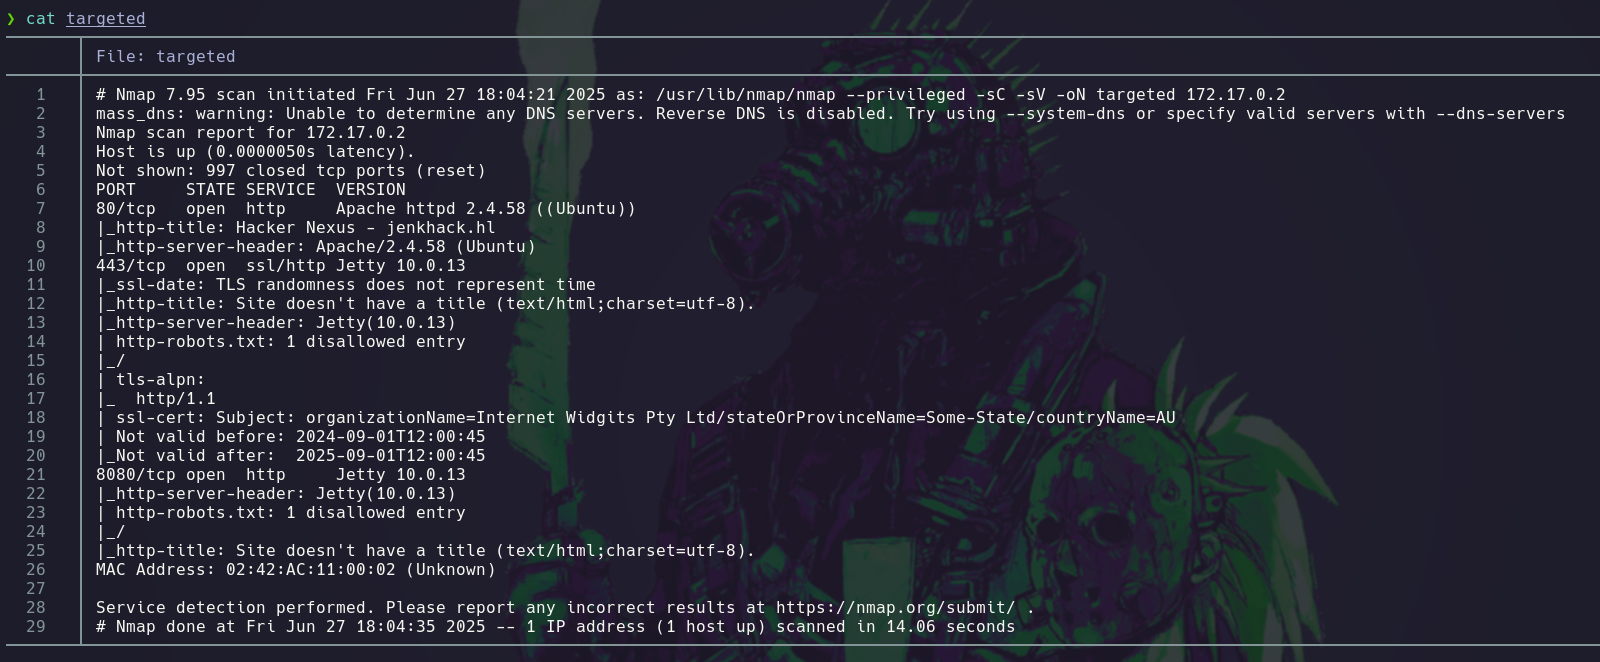 ❯ cat targeted
File: targeted
1 # Nmap 7.95 scan initiated Fri Jun 27 18:04:21 2025 as: /usr/lib/nmap/nmap --privileged -sC -sV -oN targeted 172.17.0.2
2 mass_dns: warning: Unable to determine any DNS servers. Reverse DNS is disabled. Try using --system-dns or specify valid servers with --dns-servers
3 Nmap scan report for 172.17.0.2
4 Host is up (0.0000050s latency).
5 Not shown: 997 closed tcp ports (reset)
6 PORT     STATE SERVICE  VERSION
7 80/tcp   open  http     Apache httpd 2.4.58 ((Ubuntu))
8 |_http-title: Hacker Nexus - jenkhack.hl
9 |_http-server-header: Apache/2.4.58 (Ubuntu)
10 443/tcp  open  ssl/http Jetty 10.0.13
11 |_ssl-date: TLS randomness does not represent time
12 |_http-title: Site doesn't have a title (text/html;charset=utf-8).
13 |_http-server-header: Jetty(10.0.13)
14 | http-robots.txt: 1 disallowed entry
15 |_/
16 | tls-alpn:
17 |_  http/1.1
18 | ssl-cert: Subject: organizationName=Internet Widgits Pty Ltd/stateOrProvinceName=Some-State/countryName=AU
19 | Not valid before: 2024-09-01T12:00:45
20 |_Not valid after:  2025-09-01T12:00:45
21 8080/tcp open  http     Jetty 10.0.13
22 |_http-server-header: Jetty(10.0.13)
23 | http-robots.txt: 1 disallowed entry
24 |_/
25 |_http-title: Site doesn't have a title (text/html;charset=utf-8).
26 MAC Address: 02:42:AC:11:00:02 (Unknown)
27
28 Service detection performed. Please report any incorrect results at https://nmap.org/submit/ .
29 # Nmap done at Fri Jun 27 18:04:35 2025 -- 1 IP address (1 host up) scanned in 14.06 seconds